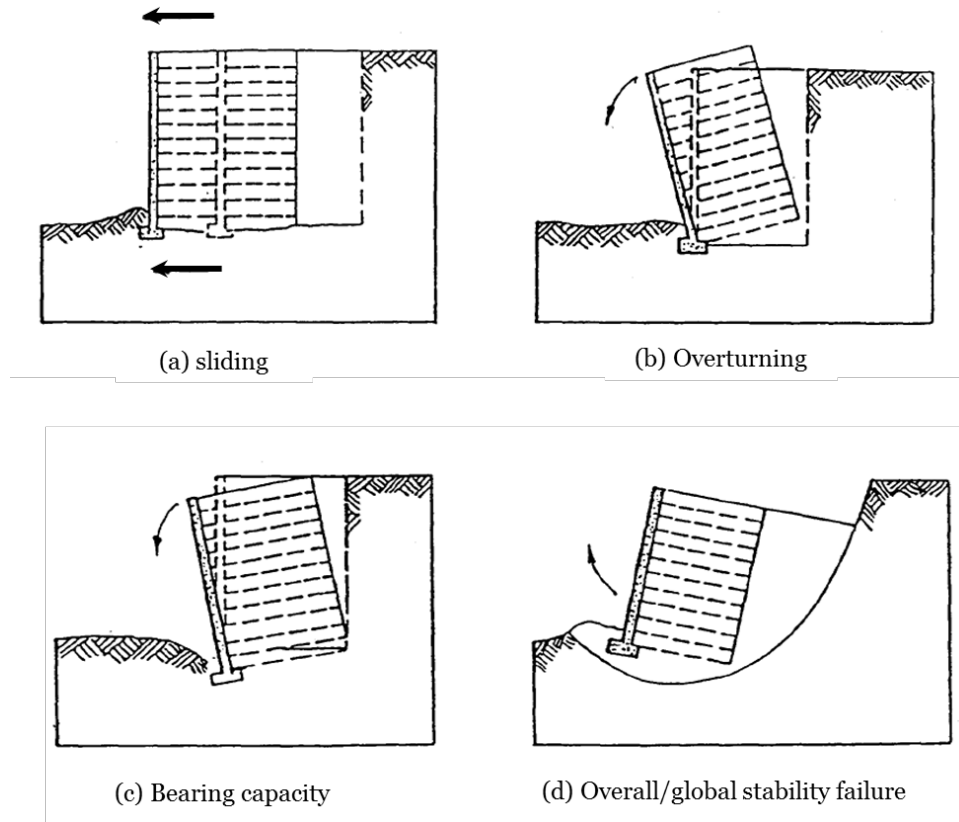 (a) sliding
(b) Overturning
(c) Bearing capacity
(d) Overall/global stability failure